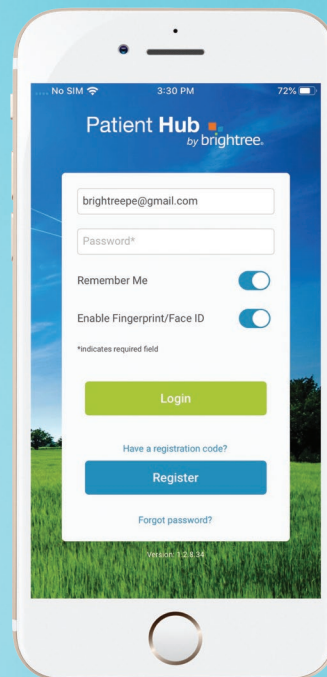 .... No SIM 3:30 PM 72%
Patient Hub
by brightree.
brightreepe@gmail.com
Password*
Remember Me
Enable Fingerprint/Face ID
*indicates required field
Login
Have a registration code?
Register
Forgot password?
Version: 1.2.8.34